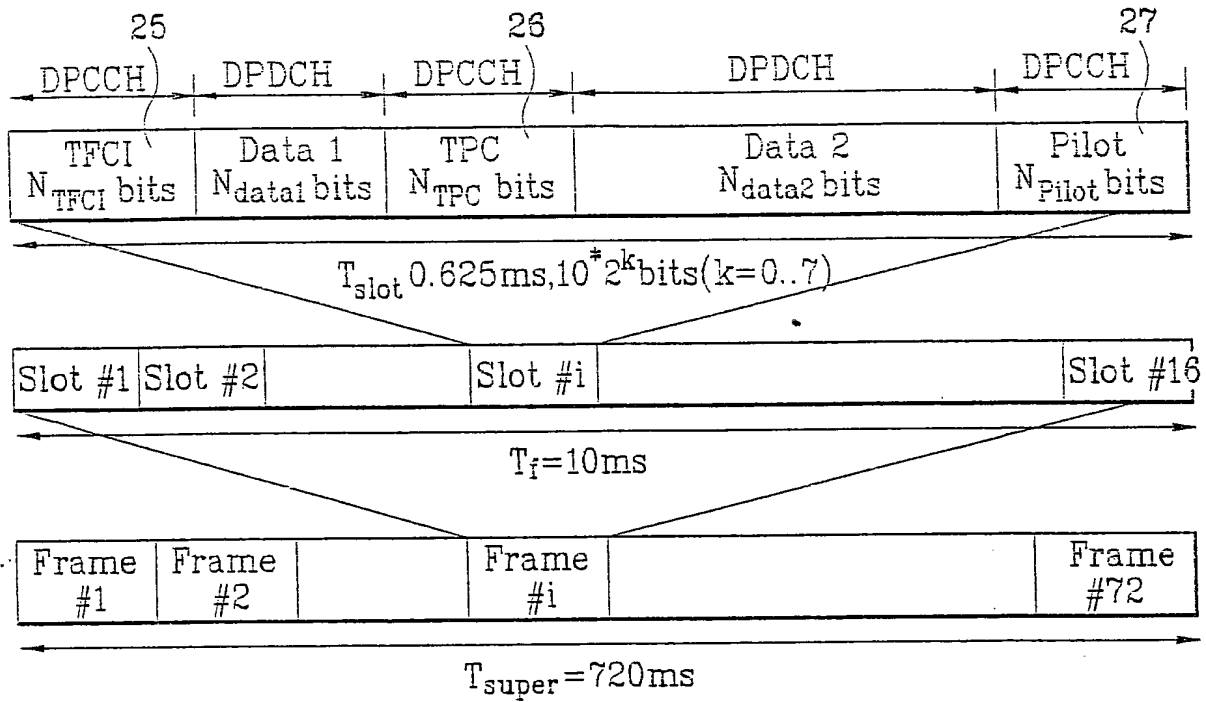 25 26 27
DPCCH DPDCH DPCCH DPDCH DPCCH
TFCI Data 1 TPC Data 2 Pilot
N_TFCI bits N_data1 bits N_TPC bits N_data2 bits N_Pilot bits
T_slot 0.625ms,10*2^k bits(k=0..7)
Slot #1 Slot #2 Slot #i Slot #16
T_f=10ms
Frame Frame Frame Frame
#1 #2 #i #72
T_super=720ms